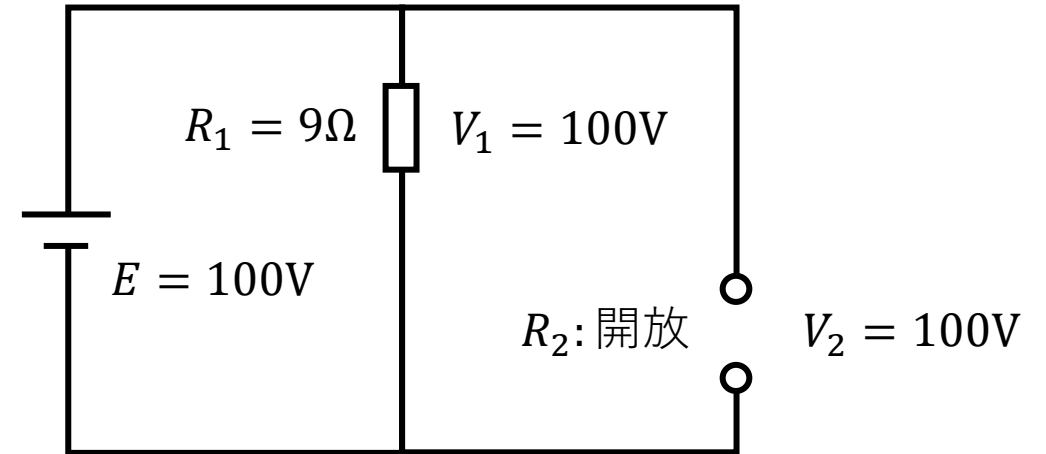 R₁ = 9Ω
V₁ = 100V
E = 100V
R₂: 開放
V₂ = 100V